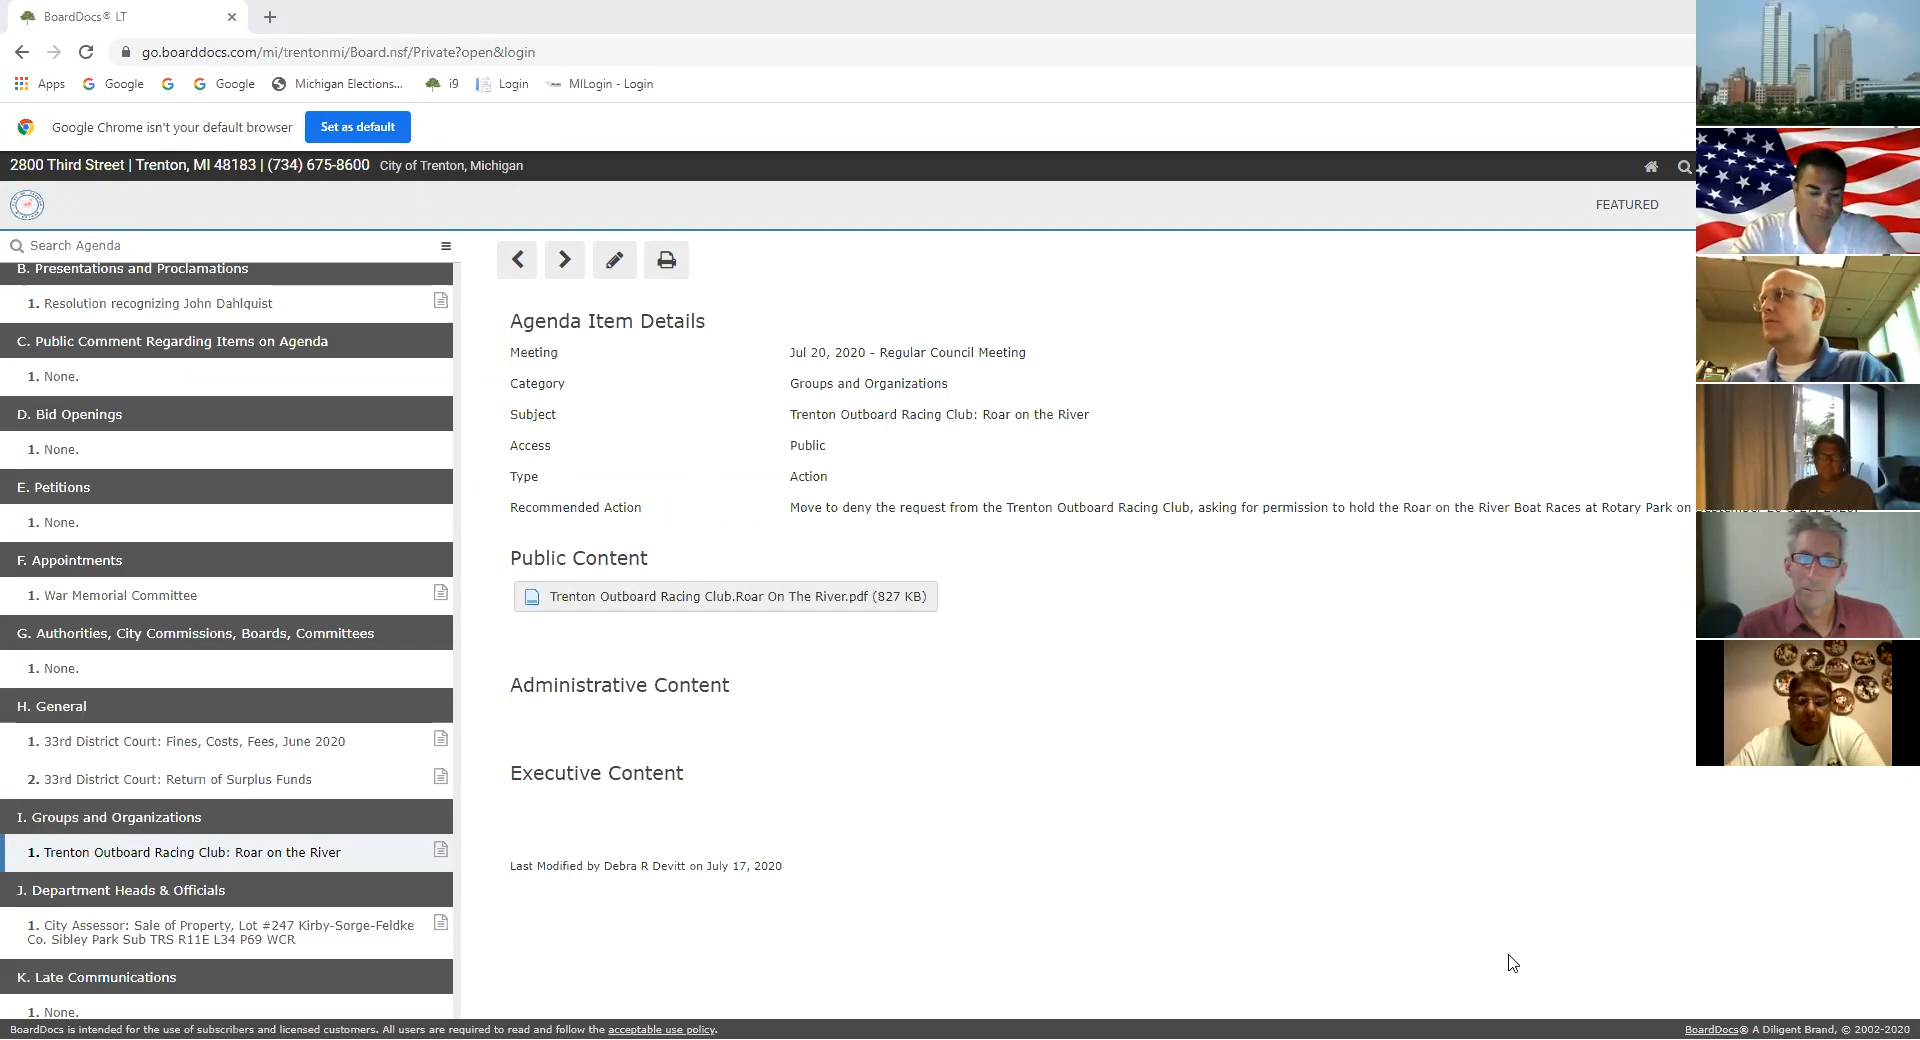 BoardDocs® LT
go.boarddocs.com/mi/trentonmi/Board.nsf/Private?open&login
Apps Google Google Michigan Elections... i9 Login MILogin - Login
Google Chrome isn't your default browser Set as default
2800 Third Street | Trenton, MI 48183 | (734) 675-8600 City of Trenton, Michigan
FEATURED
Search Agenda
B. Presentations and Proclamations
1. Resolution recognizing John Dahlquist
C. Public Comment Regarding Items on Agenda
1. None.
D. Bid Openings
1. None.
E. Petitions
1. None.
F. Appointments
1. War Memorial Committee
G. Authorities, City Commissions, Boards, Committees
1. None.
H. General
1. 33rd District Court: Fines, Costs, Fees, June 2020
2. 33rd District Court: Return of Surplus Funds
I. Groups and Organizations
1. Trenton Outboard Racing Club: Roar on the River
J. Department Heads & Officials
1. City Assessor: Sale of Property, Lot #247 Kirby-Sorge-Feldke
Co. Sibley Park Sub TRS R11E L34 P69 WCR
K. Late Communications
1. None.
Agenda Item Details
Meeting Jul 20, 2020 - Regular Council Meeting
Category Groups and Organizations
Subject Trenton Outboard Racing Club: Roar on the River
Access Public
Type Action
Recommended Action Move to deny the request from the Trenton Outboard Racing Club, asking for permission to hold the Roar on the River Boat Races at Rotary Park on
Public Content
Trenton Outboard Racing Club.Roar On The River.pdf (827 KB)
Administrative Content
Executive Content
Last Modified by Debra R Devitt on July 17, 2020
BoardDocs is intended for the use of subscribers and licensed customers. All users are required to read and follow the acceptable use policy. BoardDocs® A Diligent Brand, © 2002-2020